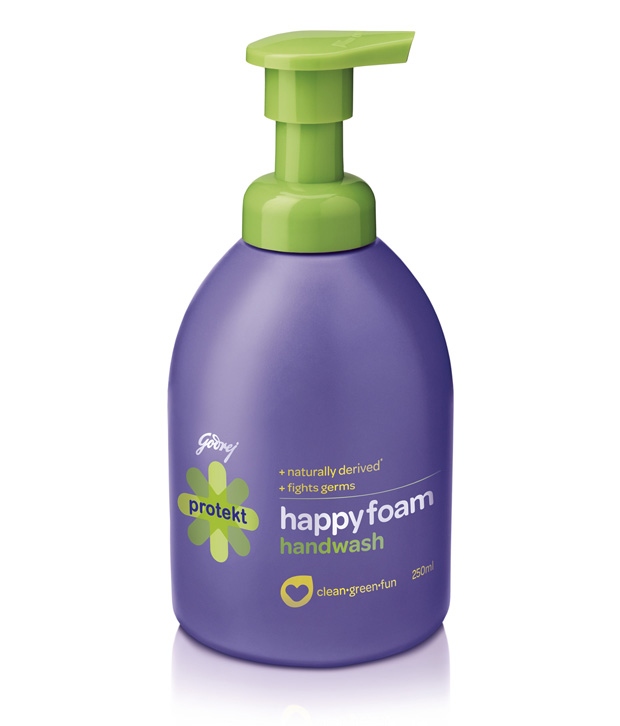 Godrej
protekt
+ naturally derived*
+ fights germs
happy foam
handwash
clean•green•fun
250ml